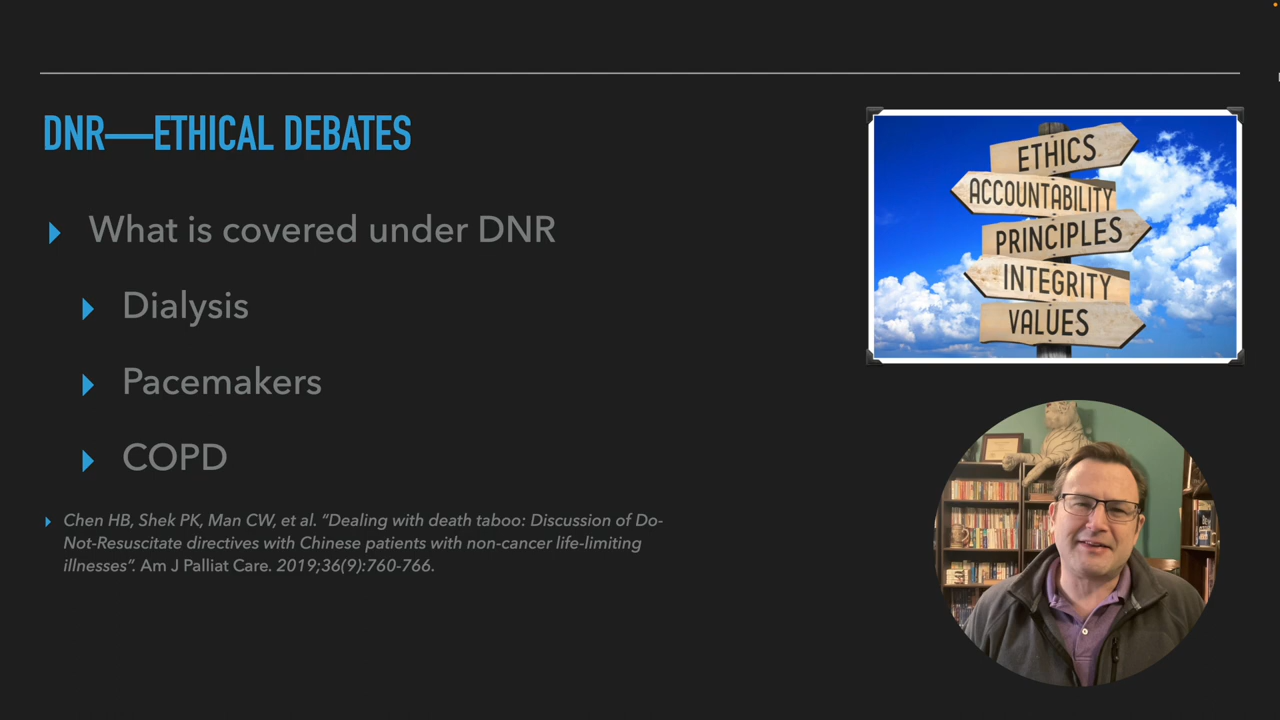 DNR—ETHICAL DEBATES
What is covered under DNR
Dialysis
Pacemakers
COPD
Chen HB, Shek PK, Man CW, et al. “Dealing with death taboo: Discussion of Do-
Not-Resuscitate directives with Chinese patients with non-cancer life-limiting
illnesses”. Am J Palliat Care. 2019;36(9):760-766.
ETHICS
ACCOUNTABILITY
PRINCIPLES
INTEGRITY
VALUES